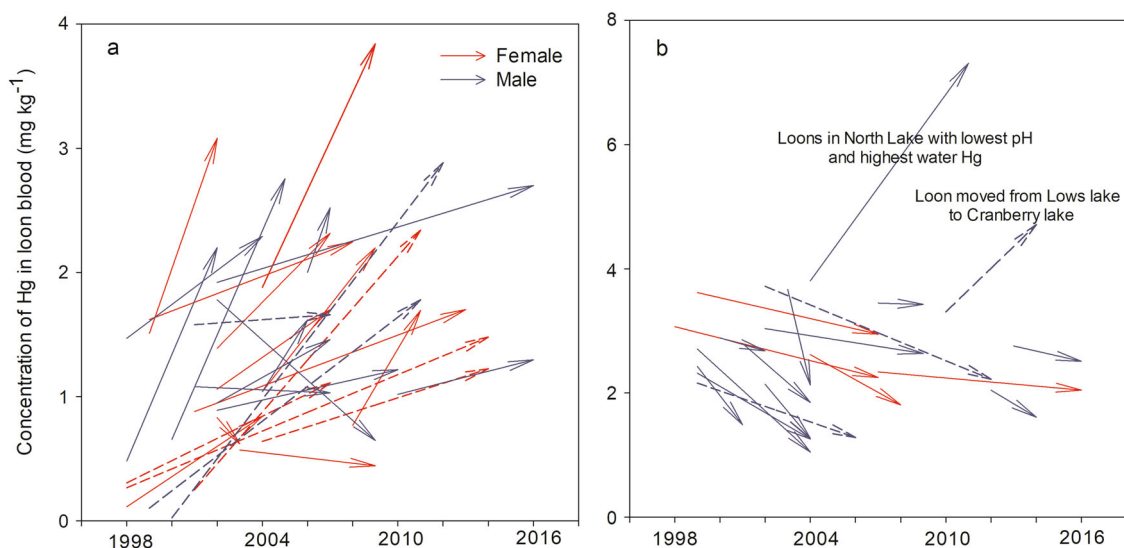 Concentration of Hg in loon blood (mg kg⁻¹)
4
3
2
1
0
a
Female
Male
1998
2004
2010
2016
8
6
4
2
0
b
Loons in North Lake with lowest pH
and highest water Hg
Loon moved from Lows lake
to Cranberry lake
1998
2004
2010
2016